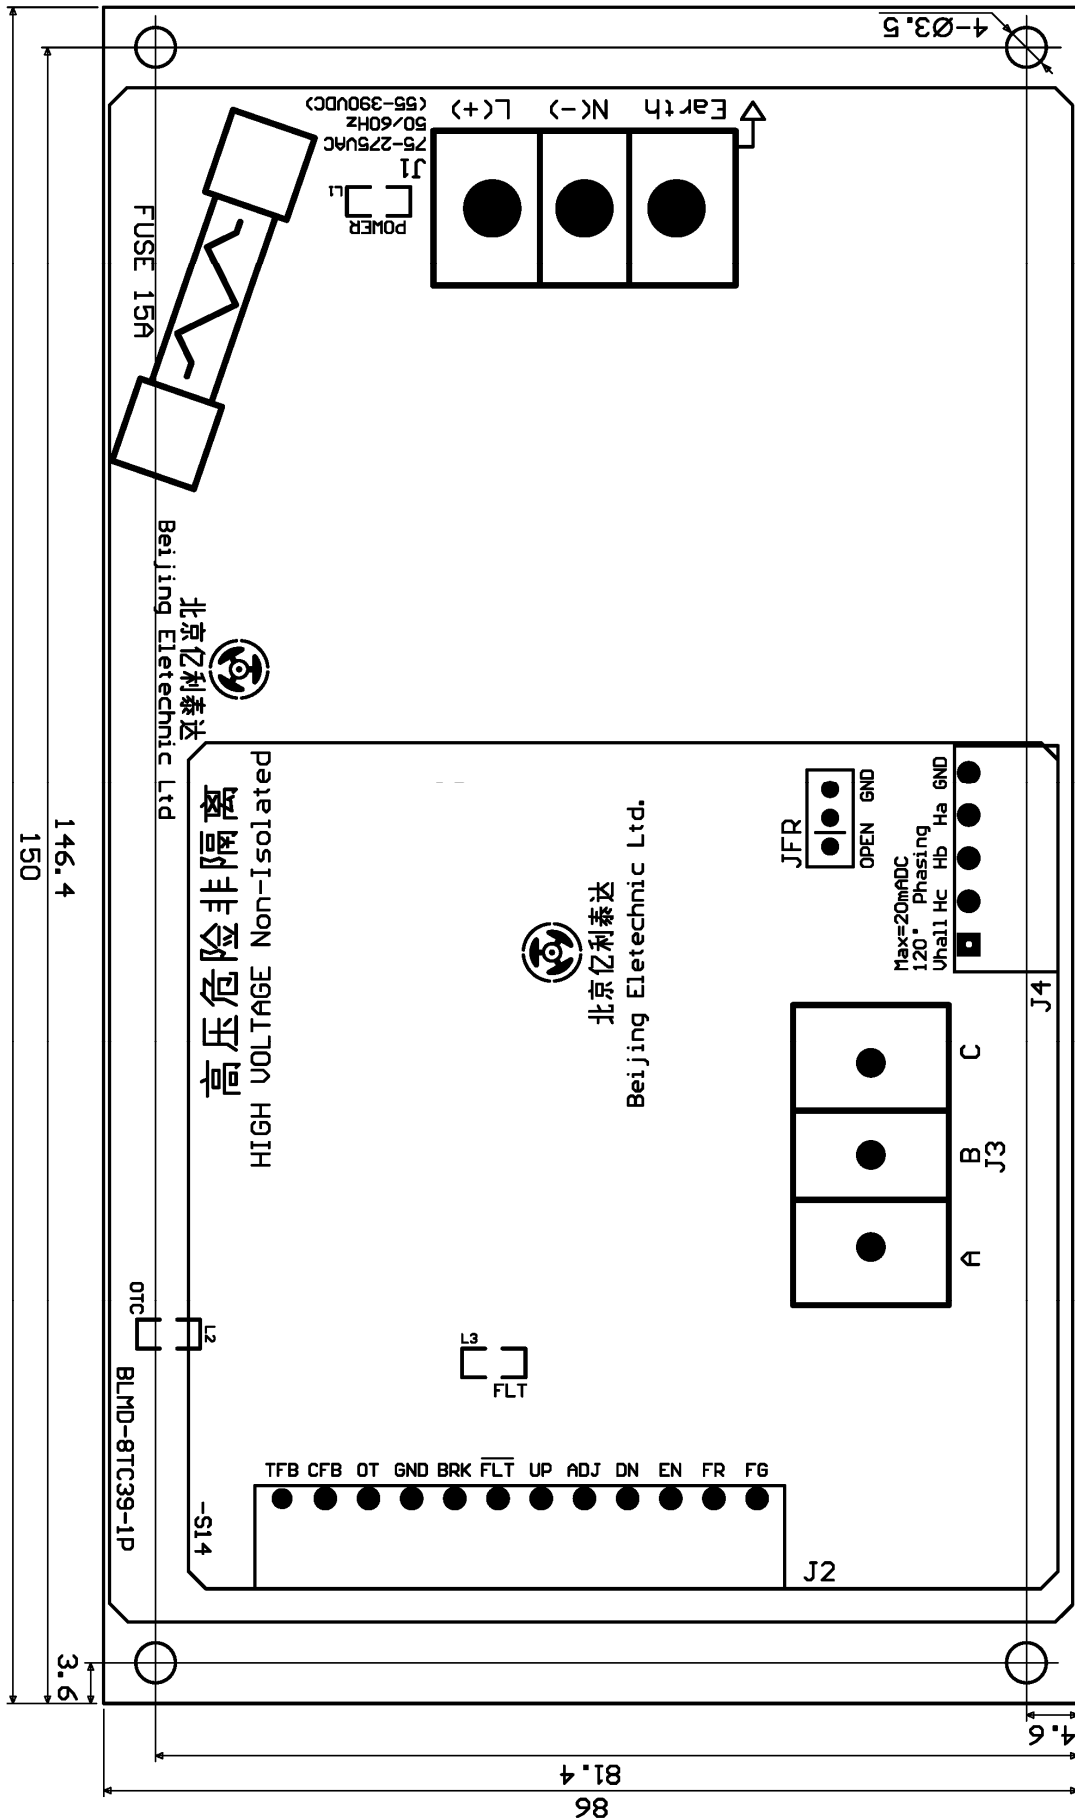 4-Ø3.5
Earth
N(-)
L(+)
J1
75-275VAC
50/60Hz
(55-390VDC)
L1
POWER
FUSE 15A
北京亿利泰达
Beijing Eletechnic Ltd
高压危险非隔离
HIGH VOLTAGE Non-Isolated
北京亿利泰达
Beijing Eletechnic Ltd.
JFR
OPEN GND
Max=20mADC
120° Phasing
Vhall Hc Hb Ha GND
J4
C
B
A
J3
OTC
L2
L3
FLT
BLMD-8TC39-1P
-S14
TFB CFB OT GND BRK FLT UP ADJ DN EN FR FG
J2
146.4
150
3.6
4.6
81.4
86